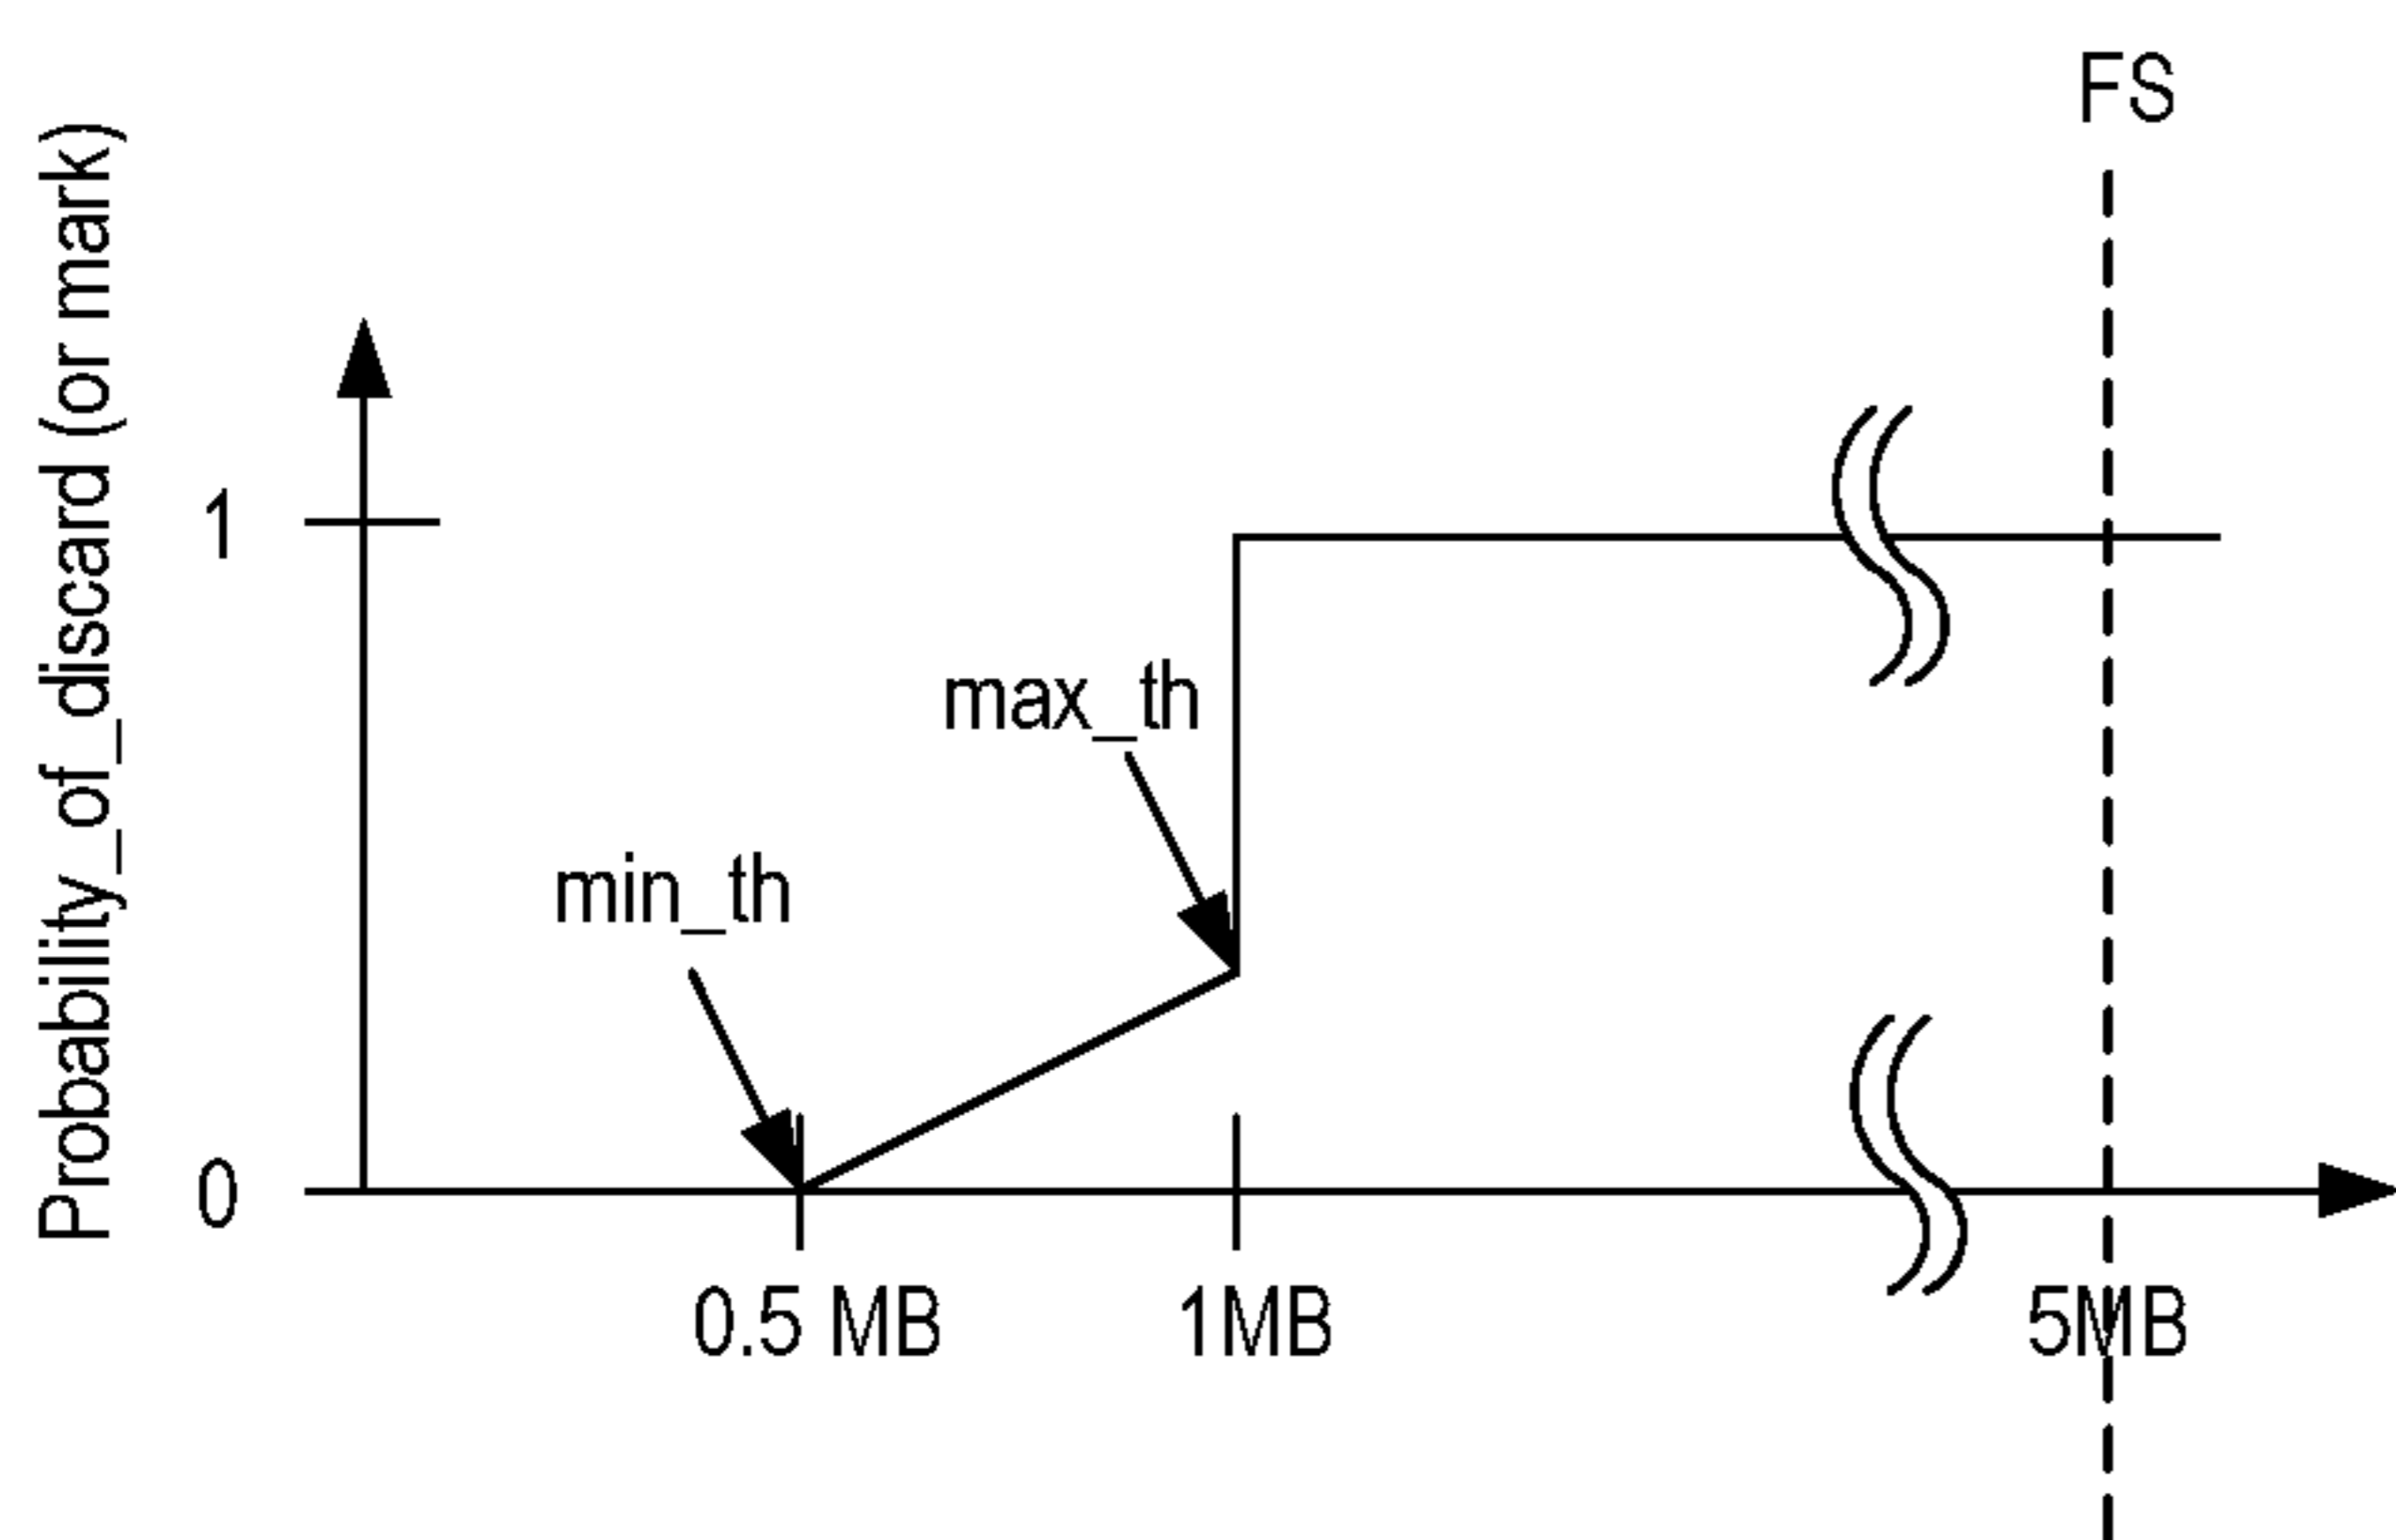 FS
Probability_of_discard (or mark)
1
max_th
min_th
0
0.5 MB
1MB
5MB